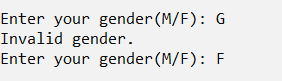 Enter your gender(M/F): G
Invalid gender.
Enter your gender(M/F): F